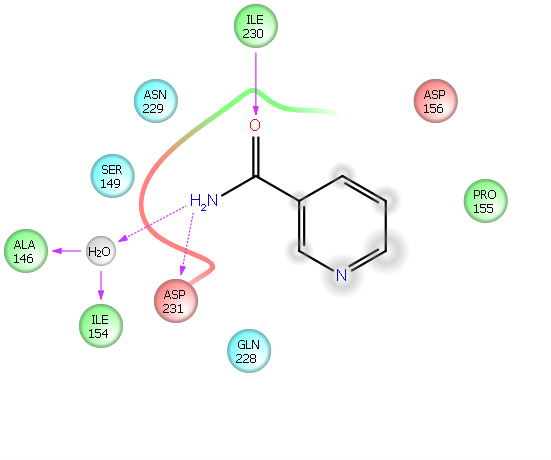 ILE
230
ASN
229
ASP
156
O
SER
149
H2N
PRO
155
ALA
146
H2O
N
ASP
231
ILE
154
GLN
228